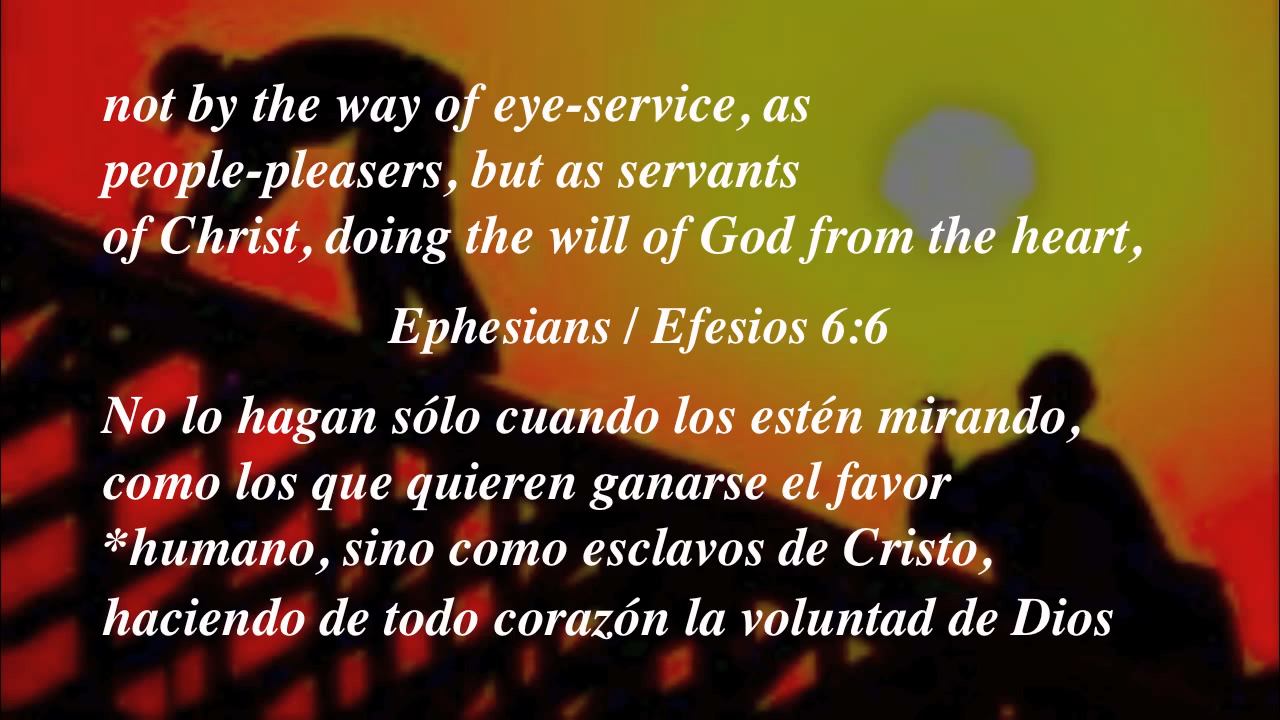 not by the way of eye-service, as
people-pleasers, but as servants
of Christ, doing the will of God from the heart,
Ephesians / Efesios 6:6
No lo hagan sólo cuando los estén mirando,
como los que quieren ganarse el favor
*humano, sino como esclavos de Cristo,
haciendo de todo corazón la voluntad de Dios